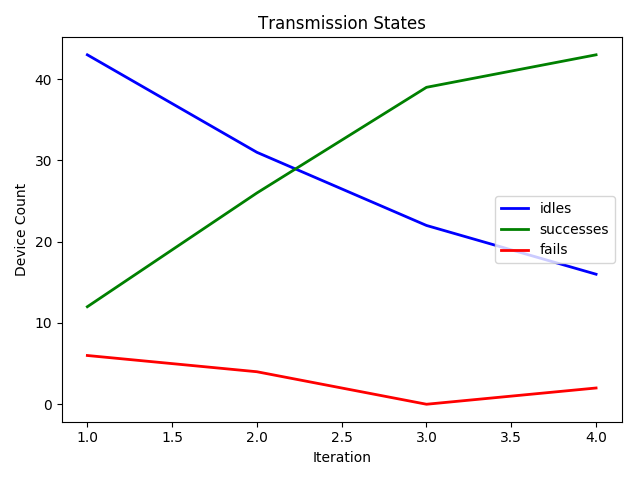 Transmission States
Device Count
40
30
20
10
0
idles
successes
fails
1.0 1.5 2.0 2.5 3.0 3.5 4.0
Iteration